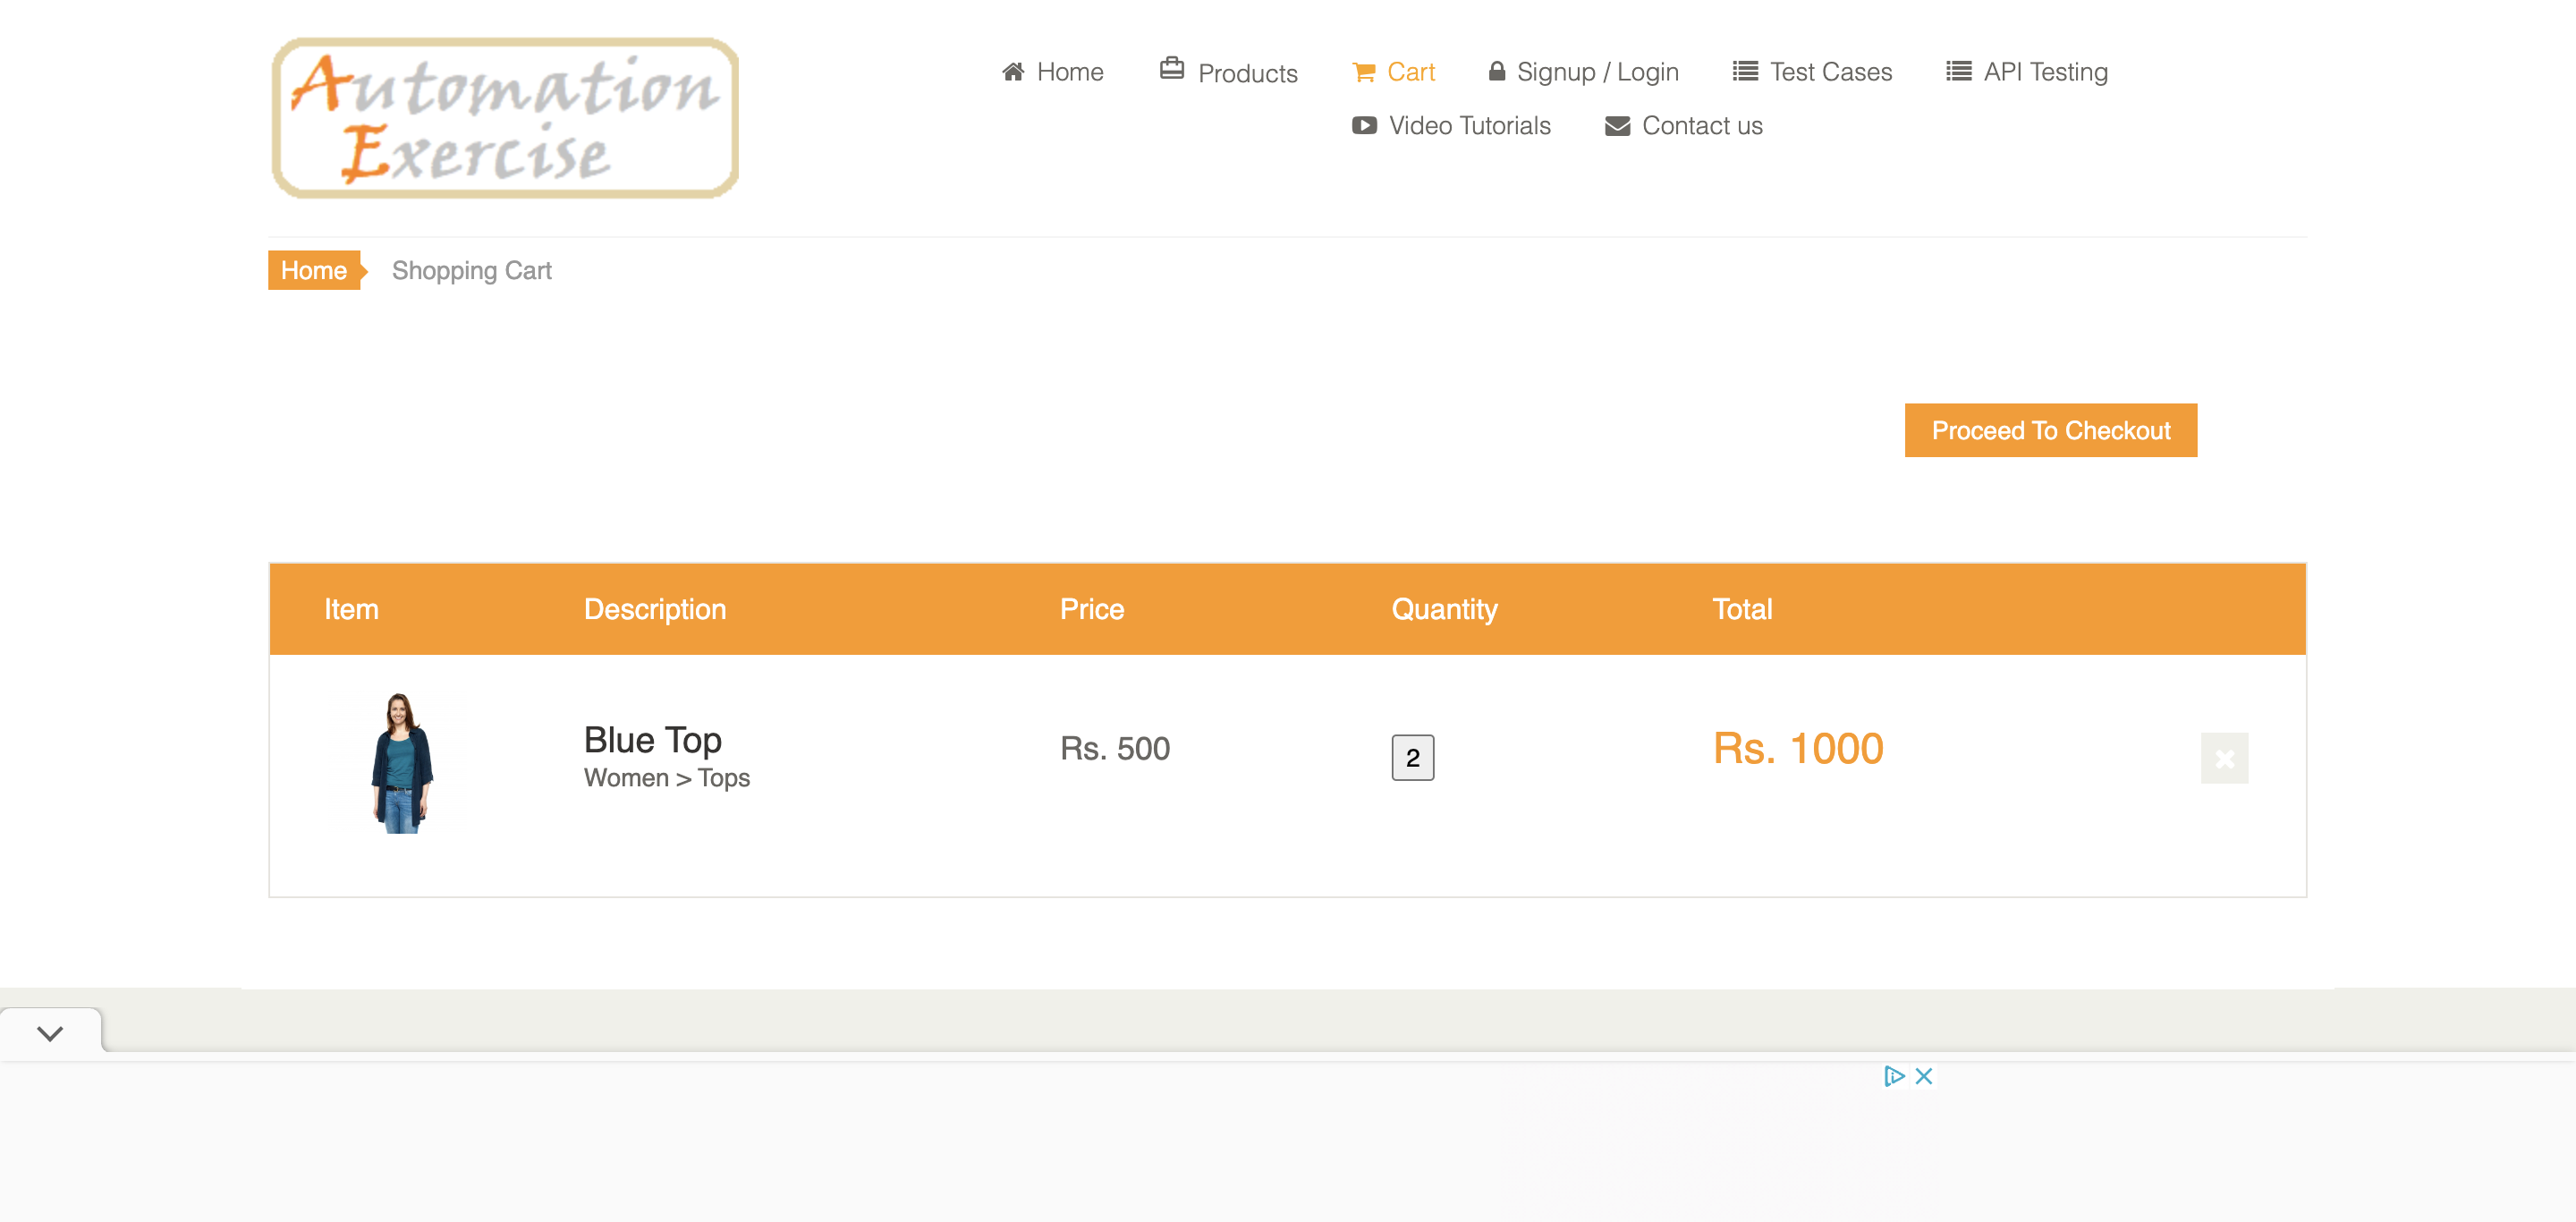 Automation
Exercise
Home Products Cart Signup / Login Test Cases API Testing
Video Tutorials Contact us
Home Shopping Cart
Proceed To Checkout
Item Description Price Quantity Total
Blue Top Rs. 500 2 Rs. 1000
Women > Tops